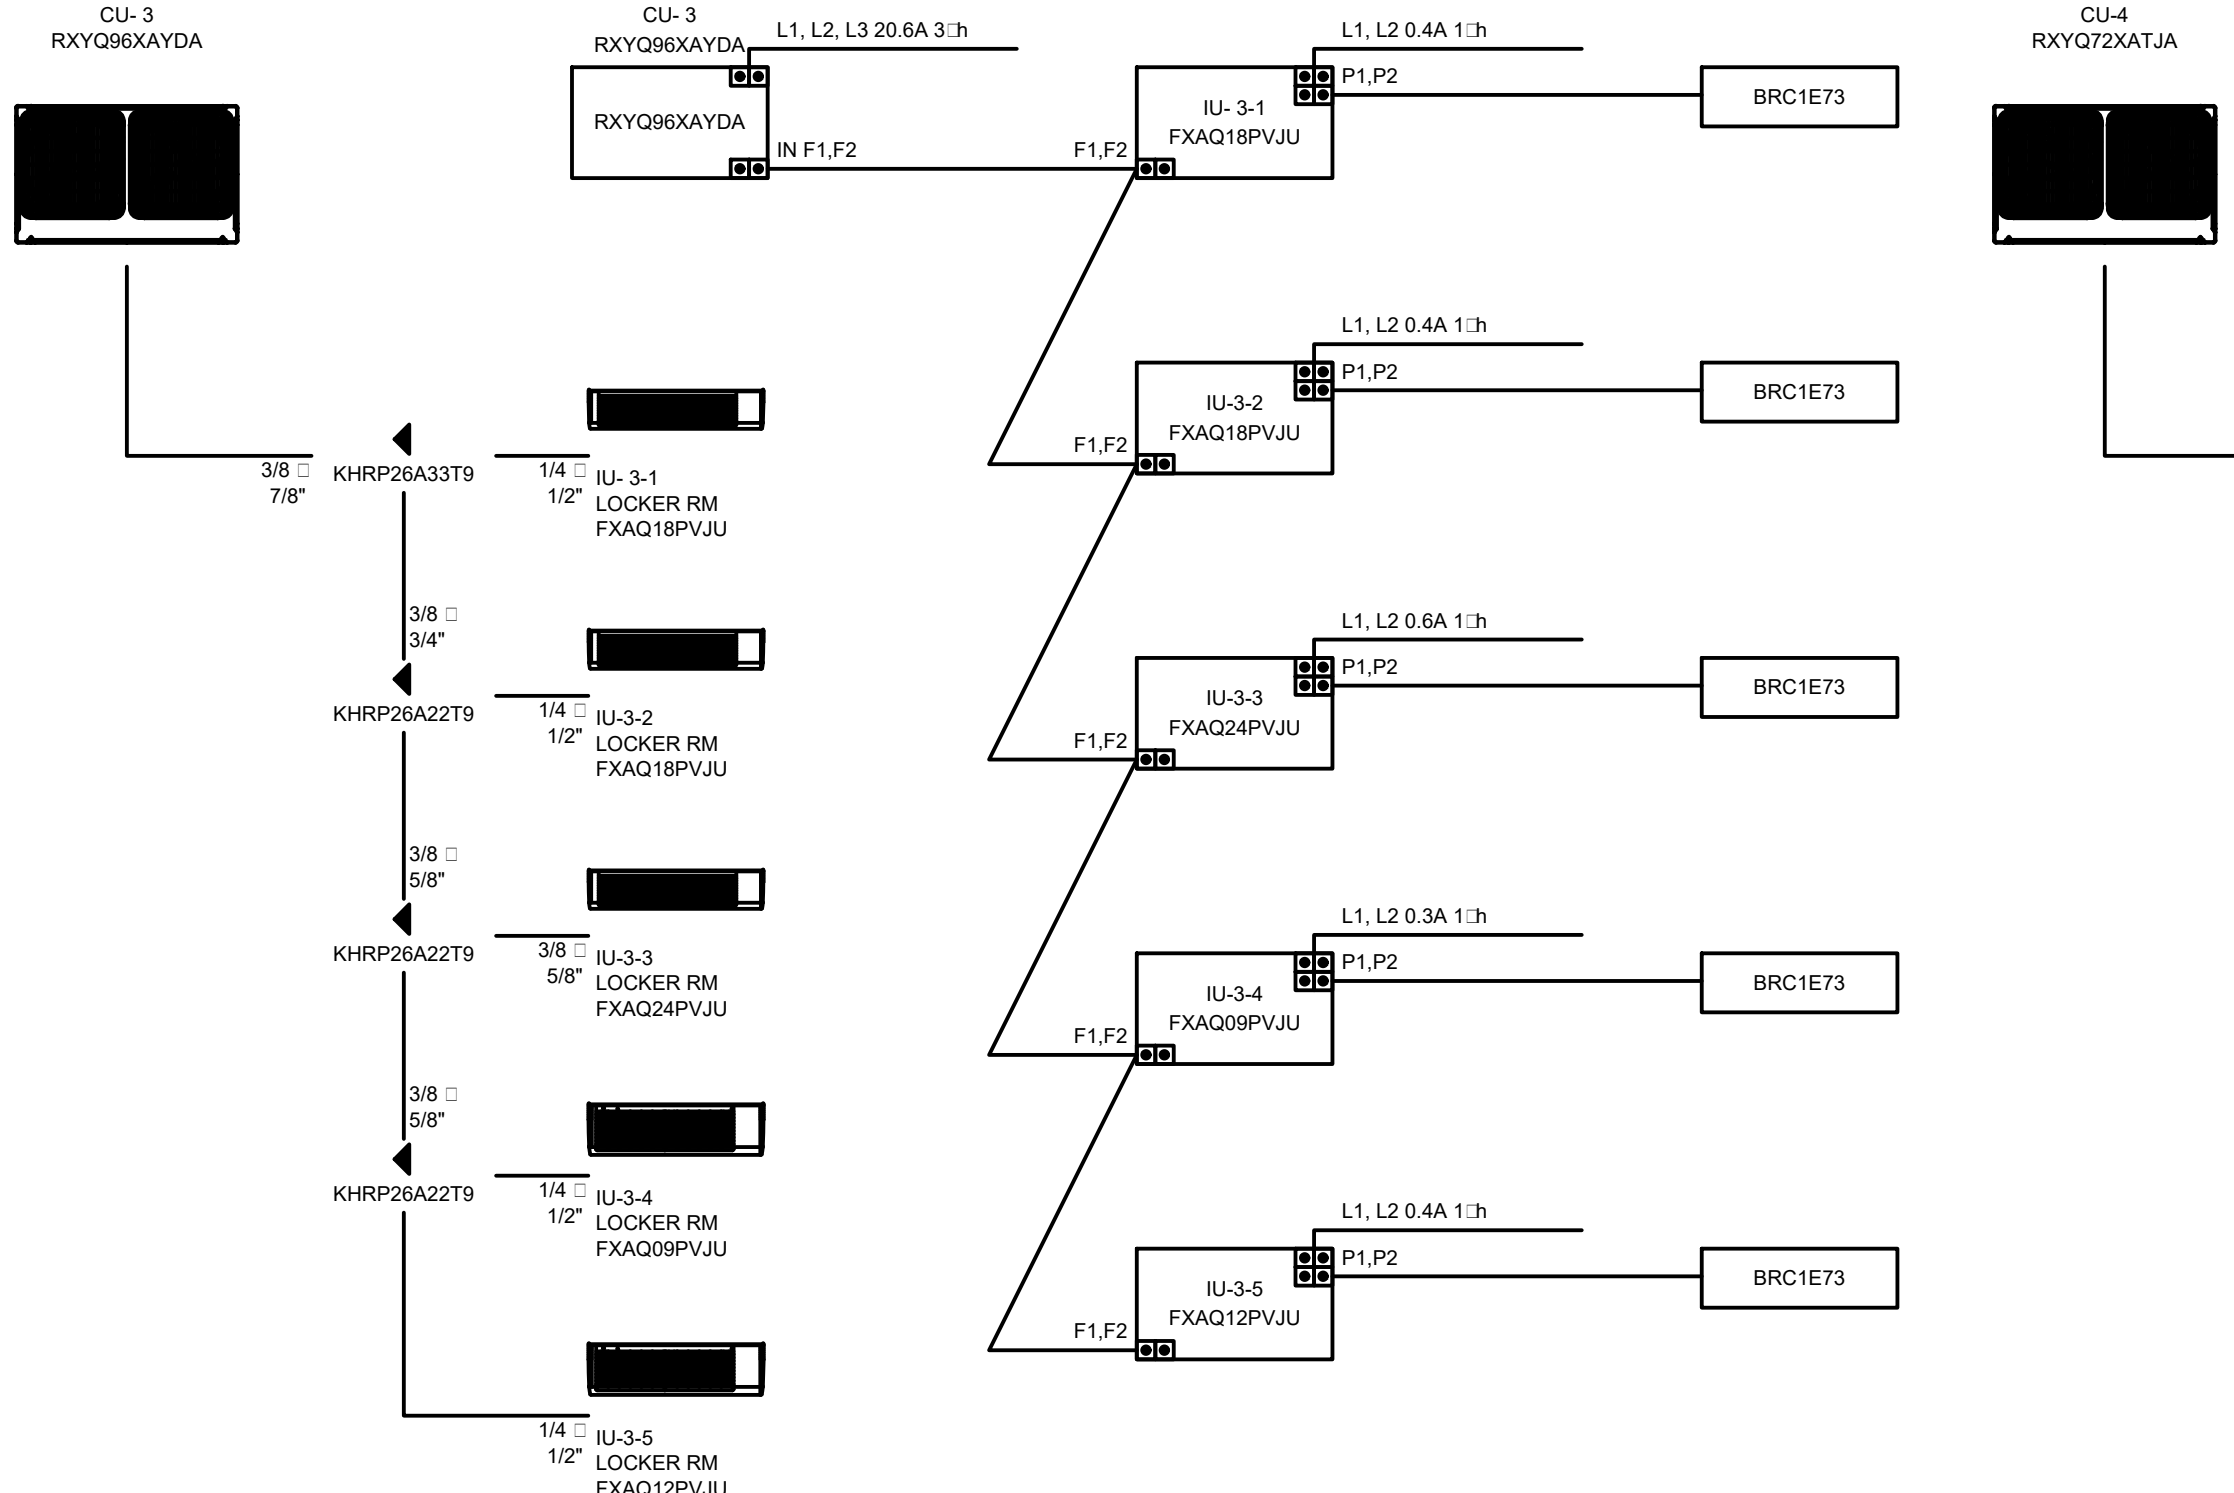 CU- 3
RXYQ96XAYDA
3/8 □
7/8"
KHRP26A33T9
1/4 □
1/2"
IU- 3-1
LOCKER RM
FXAQ18PVJU
3/8 □
3/4"
KHRP26A22T9
1/4 □
1/2"
IU-3-2
LOCKER RM
FXAQ18PVJU
3/8 □
5/8"
KHRP26A22T9
3/8 □
5/8"
IU-3-3
LOCKER RM
FXAQ24PVJU
3/8 □
5/8"
KHRP26A22T9
1/4 □
1/2"
IU-3-4
LOCKER RM
FXAQ09PVJU
1/4 □
1/2"
IU-3-5
LOCKER RM
FXAQ12PVJU
CU- 3
RXYQ96XAYDA
L1, L2, L3 20.6A 3□h
RXYQ96XAYDA
IN F1,F2
F1,F2
L1, L2 0.4A 1□h
P1,P2
IU- 3-1
FXAQ18PVJU
BRC1E73
L1, L2 0.4A 1□h
P1,P2
IU-3-2
FXAQ18PVJU
F1,F2
BRC1E73
L1, L2 0.6A 1□h
P1,P2
IU-3-3
FXAQ24PVJU
F1,F2
BRC1E73
L1, L2 0.3A 1□h
P1,P2
IU-3-4
FXAQ09PVJU
F1,F2
BRC1E73
L1, L2 0.4A 1□h
P1,P2
IU-3-5
FXAQ12PVJU
F1,F2
BRC1E73
CU-4
RXYQ72XATJA